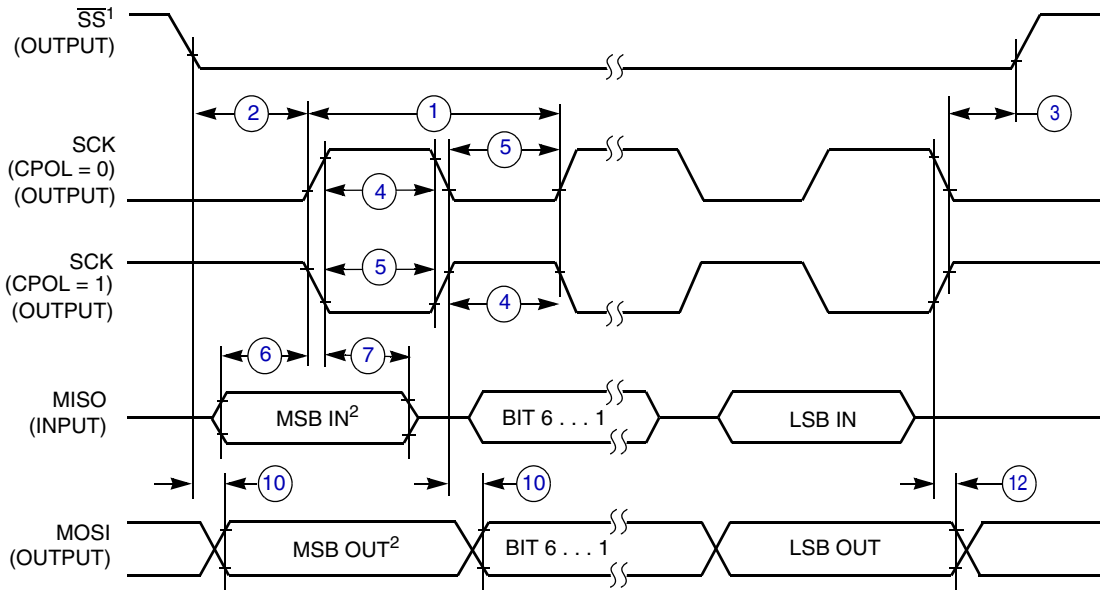 SS¹
(OUTPUT)
2
1
3
SCK
(CPOL = 0)
(OUTPUT)
5
4
SCK
(CPOL = 1)
(OUTPUT)
5
4
6
7
MISO
(INPUT)
MSB IN²
BIT 6 . . . 1
LSB IN
10
10
12
MOSI
(OUTPUT)
MSB OUT²
BIT 6 . . . 1
LSB OUT